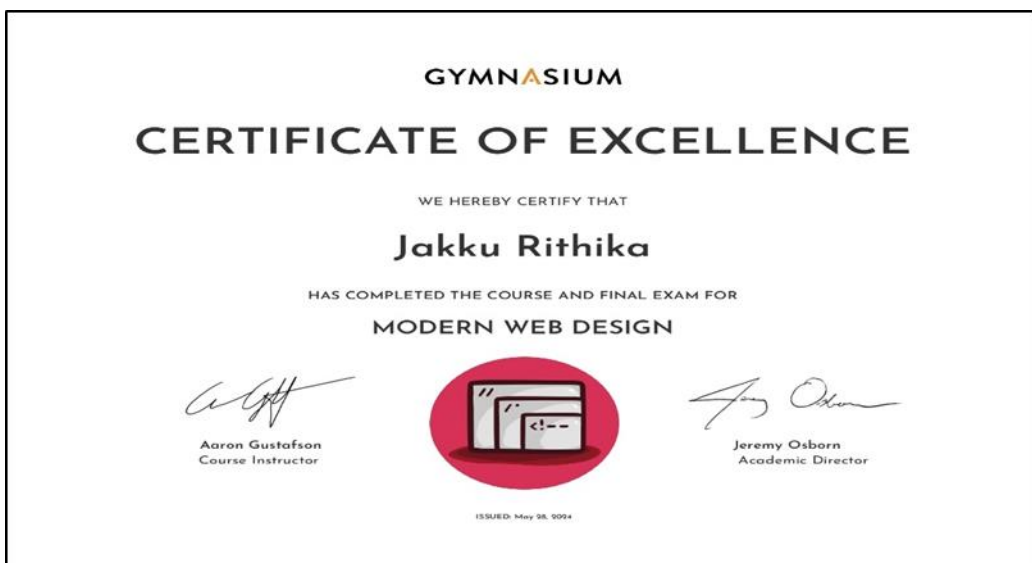 GYMNASIUM
CERTIFICATE OF EXCELLENCE
WE HEREBY CERTIFY THAT
Jakku Rithika
HAS COMPLETED THE COURSE AND FINAL EXAM FOR
MODERN WEB DESIGN
//
/·
<!--
Aaron Gustafson
Course Instructor
Jeremy Osborn
Academic Director
ISSUED: May 28, 2024